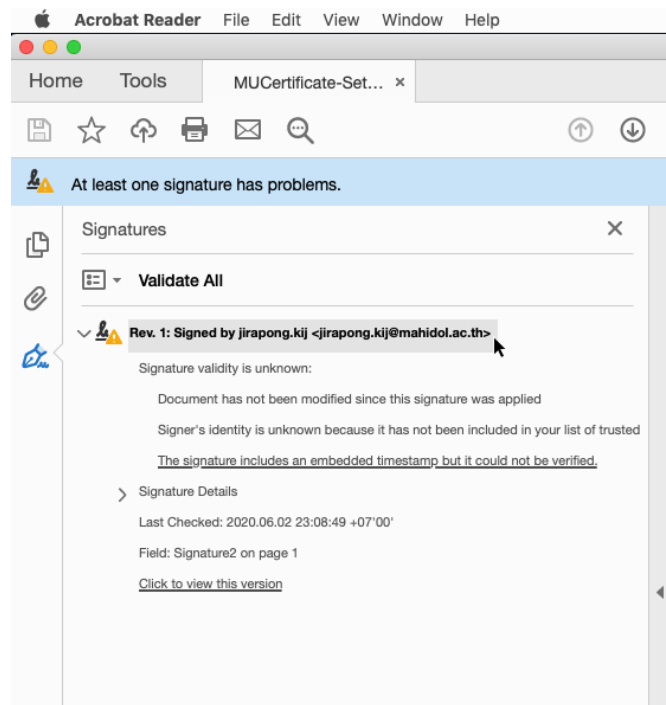 Acrobat Reader File Edit View Window Help
Home Tools MUCertificate-Set... ×
At least one signature has problems.
Signatures
Validate All
Rev. 1: Signed by jirapong.kij <jirapong.kij@mahidol.ac.th>
Signature validity is unknown:
Document has not been modified since this signature was applied
Signer's identity is unknown because it has not been included in your list of trusted
The signature includes an embedded timestamp but it could not be verified.
Signature Details
Last Checked: 2020.06.02 23:08:49 +07'00'
Field: Signature2 on page 1
Click to view this version